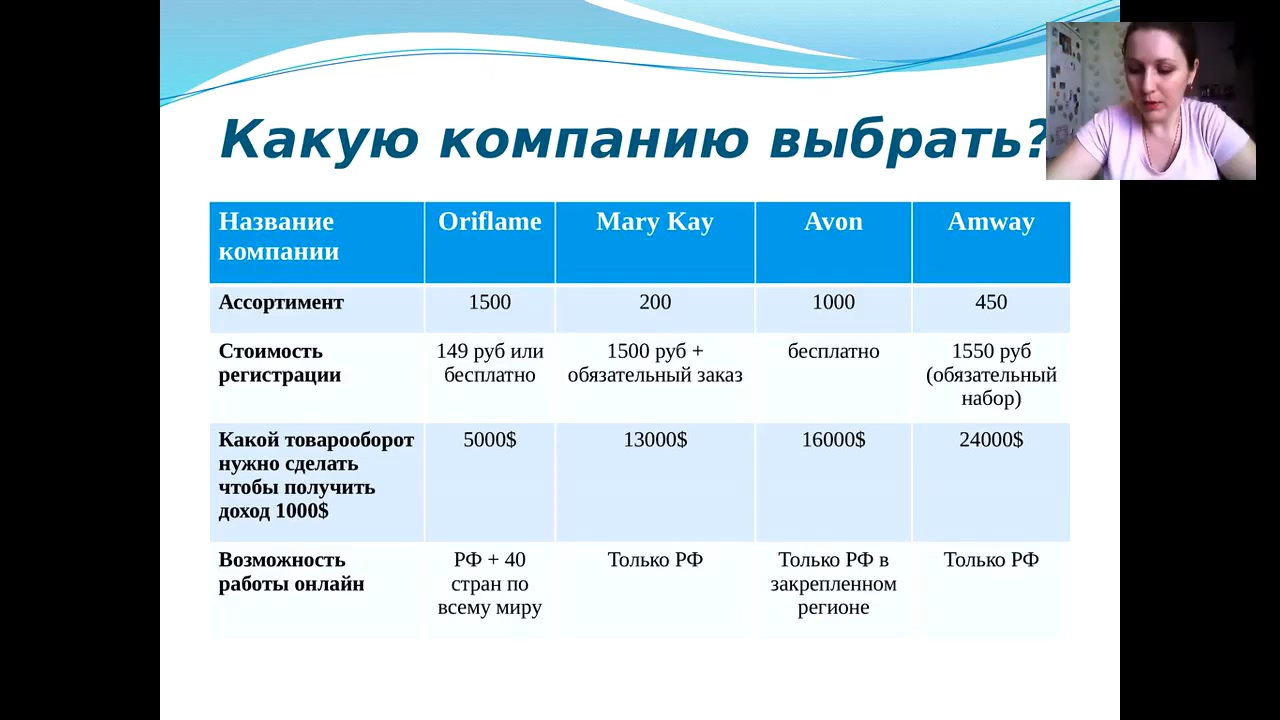 Какую компанию выбрать?
Название компании Oriflame Mary Kay Avon Amway
Ассортимент 1500 200 1000 450
Стоимость регистрации 149 руб или бесплатно 1500 руб + обязательный заказ бесплатно 1550 руб (обязательный набор)
Какой товарооборот нужно сделать чтобы получить доход 1000$ 5000$ 13000$ 16000$ 24000$
Возможность работы онлайн РФ + 40 стран по всему миру Только РФ Только РФ в закрепленном регионе Только РФ